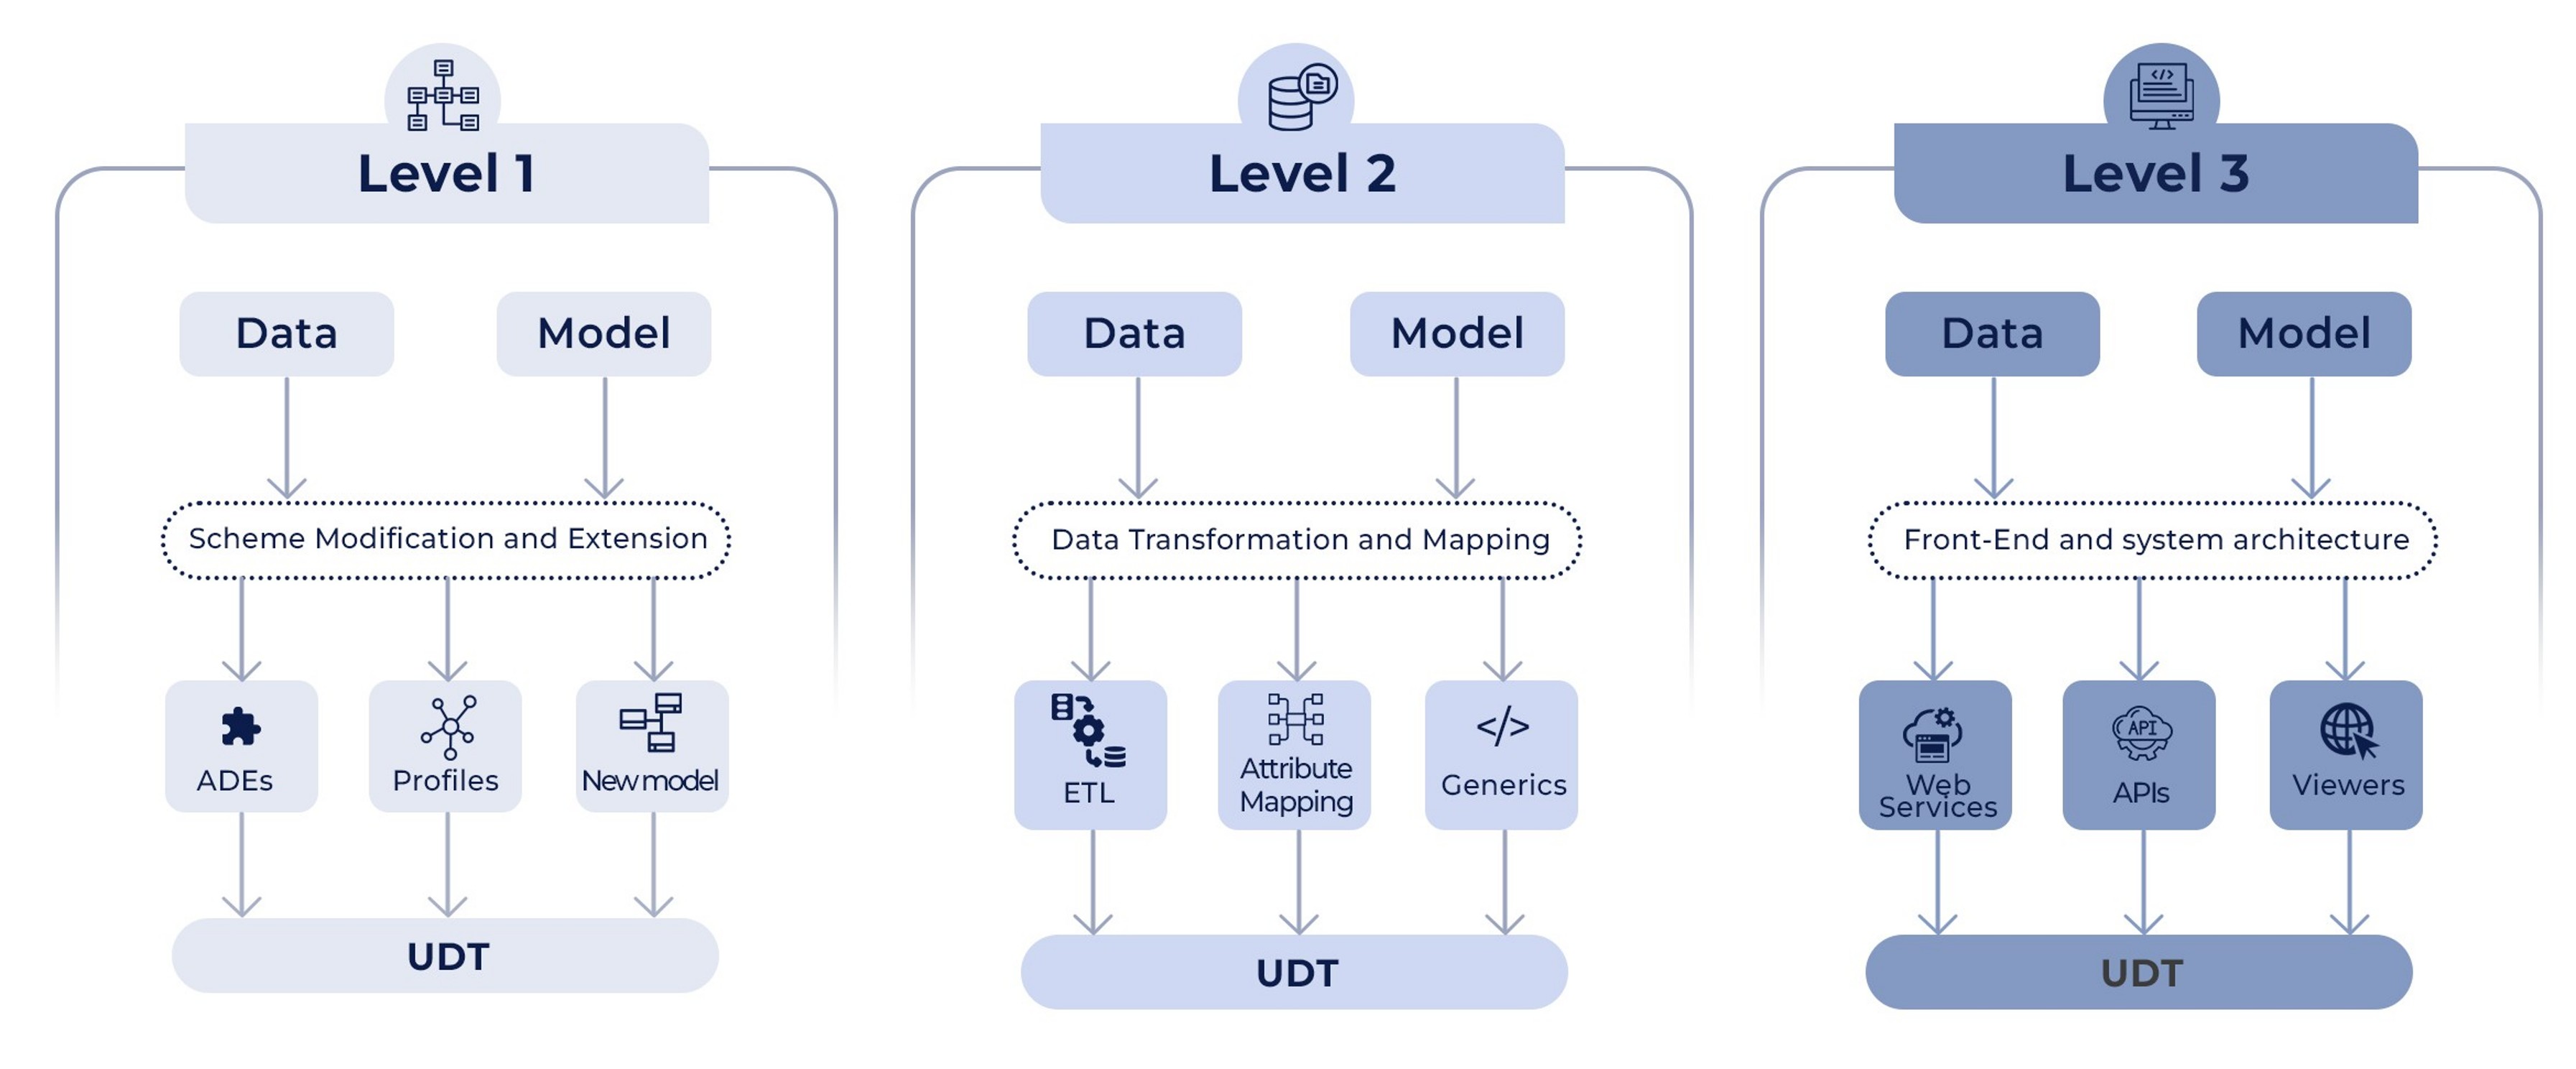 Level 1
Data
Model
Scheme Modification and Extension
ADEs
Profiles
New model
UDT
Level 2
Data
Model
Data Transformation and Mapping
ETL
Attribute
Mapping
</>
Generics
UDT
</>
Level 3
Data
Model
Front-End and system architecture
Web
Services
API
APIs
Viewers
UDT